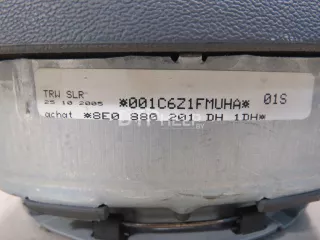 TRW SLR
25 10 2005
*001C6Z1FMUHA* 01S
achat *8E0 880 201 DH 1DH*